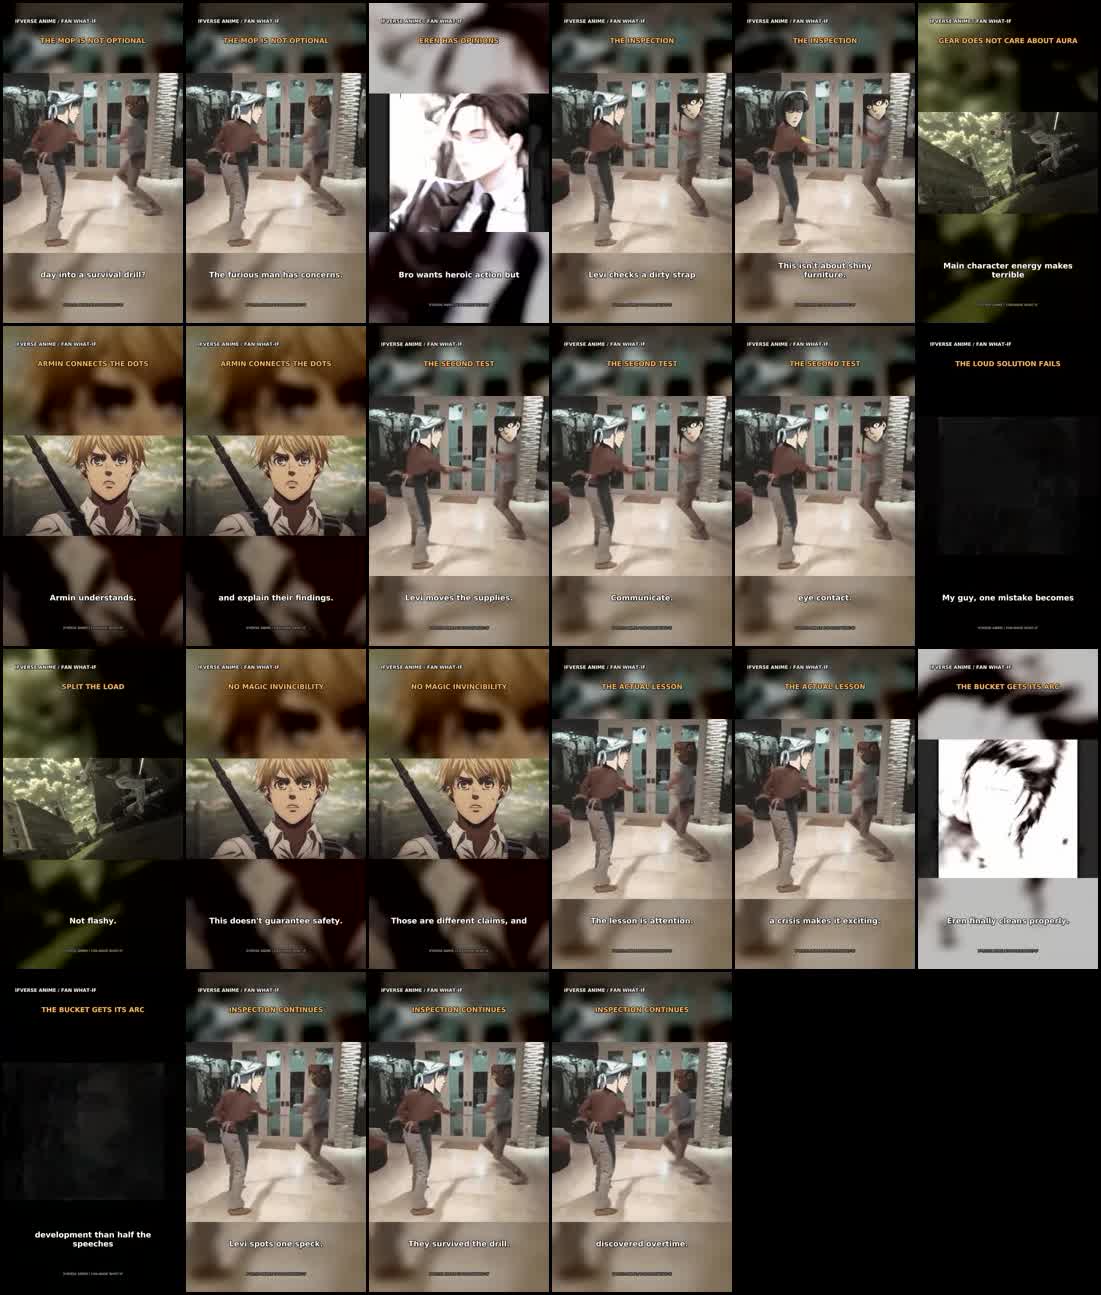 IFVERSE ANIME / FAN WHAT-IF
THE MOP IS NOT OPTIONAL
day into a survival drill?
IFVERSE ANIME / FAN WHAT-IF
THE MOP IS NOT OPTIONAL
The furious man has concerns.
IFVERSE ANIME / FAN WHAT-IF
EREN HAS OPINIONS
Bro wants heroic action but
IFVERSE ANIME / FAN WHAT-IF
THE INSPECTION
Levi checks a dirty strap
IFVERSE ANIME / FAN WHAT-IF
THE INSPECTION
This isn't about shiny
furniture.
IFVERSE ANIME / FAN WHAT-IF
GEAR DOES NOT CARE ABOUT AURA
Main character energy makes
terrible
IFVERSE ANIME / FAN WHAT-IF
ARMIN CONNECTS THE DOTS
Armin understands.
IFVERSE ANIME / FAN WHAT-IF
ARMIN CONNECTS THE DOTS
and explain their findings.
IFVERSE ANIME / FAN WHAT-IF
THE SECOND TEST
Levi moves the supplies.
IFVERSE ANIME / FAN WHAT-IF
THE SECOND TEST
Communicate.
IFVERSE ANIME / FAN WHAT-IF
THE SECOND TEST
eye contact.
IFVERSE ANIME / FAN WHAT-IF
THE LOUD SOLUTION FAILS
My guy, one mistake becomes
IFVERSE ANIME / FAN WHAT-IF
SPLIT THE LOAD
Not flashy.
IFVERSE ANIME / FAN WHAT-IF
NO MAGIC INVINCIBILITY
This doesn't guarantee safety.
IFVERSE ANIME / FAN WHAT-IF
NO MAGIC INVINCIBILITY
Those are different claims, and
IFVERSE ANIME / FAN WHAT-IF
THE ACTUAL LESSON
The lesson is attention.
IFVERSE ANIME / FAN WHAT-IF
THE ACTUAL LESSON
a crisis makes it exciting.
IFVERSE ANIME / FAN WHAT-IF
THE BUCKET GETS ITS ARC
Eren finally cleans properly.
IFVERSE ANIME / FAN WHAT-IF
THE BUCKET GETS ITS ARC
development than half the
speeches
IFVERSE ANIME / FAN WHAT-IF
INSPECTION CONTINUES
Levi spots one speck.
IFVERSE ANIME / FAN WHAT-IF
INSPECTION CONTINUES
They survived the drill.
IFVERSE ANIME / FAN WHAT-IF
INSPECTION CONTINUES
discovered overtime.